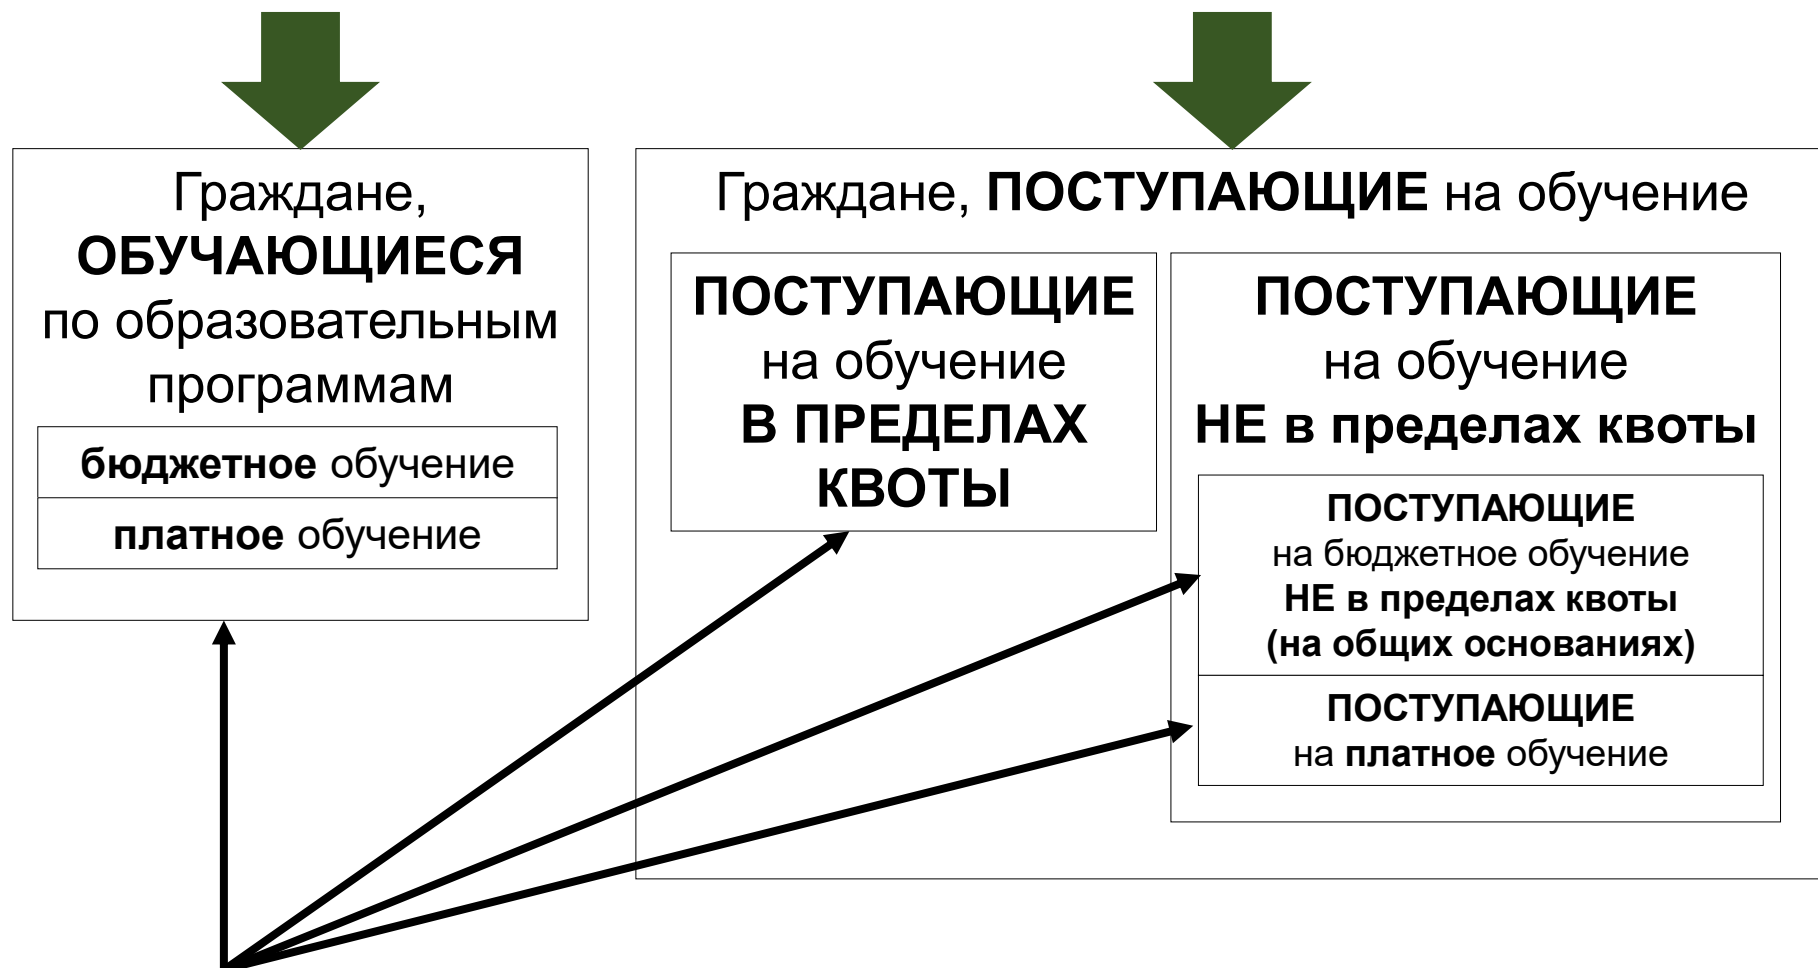 Граждане,
ОБУЧАЮЩИЕСЯ
по образовательным
программам
бюджетное обучение
платное обучение
Граждане, ПОСТУПАЮЩИЕ на обучение
ПОСТУПАЮЩИЕ
на обучение
В ПРЕДЕЛАХ
КВОТЫ
ПОСТУПАЮЩИЕ
на обучение
НЕ в пределах квоты
ПОСТУПАЮЩИЕ
на бюджетное обучение
НЕ в пределах квоты
(на общих основаниях)
ПОСТУПАЮЩИЕ
на платное обучение